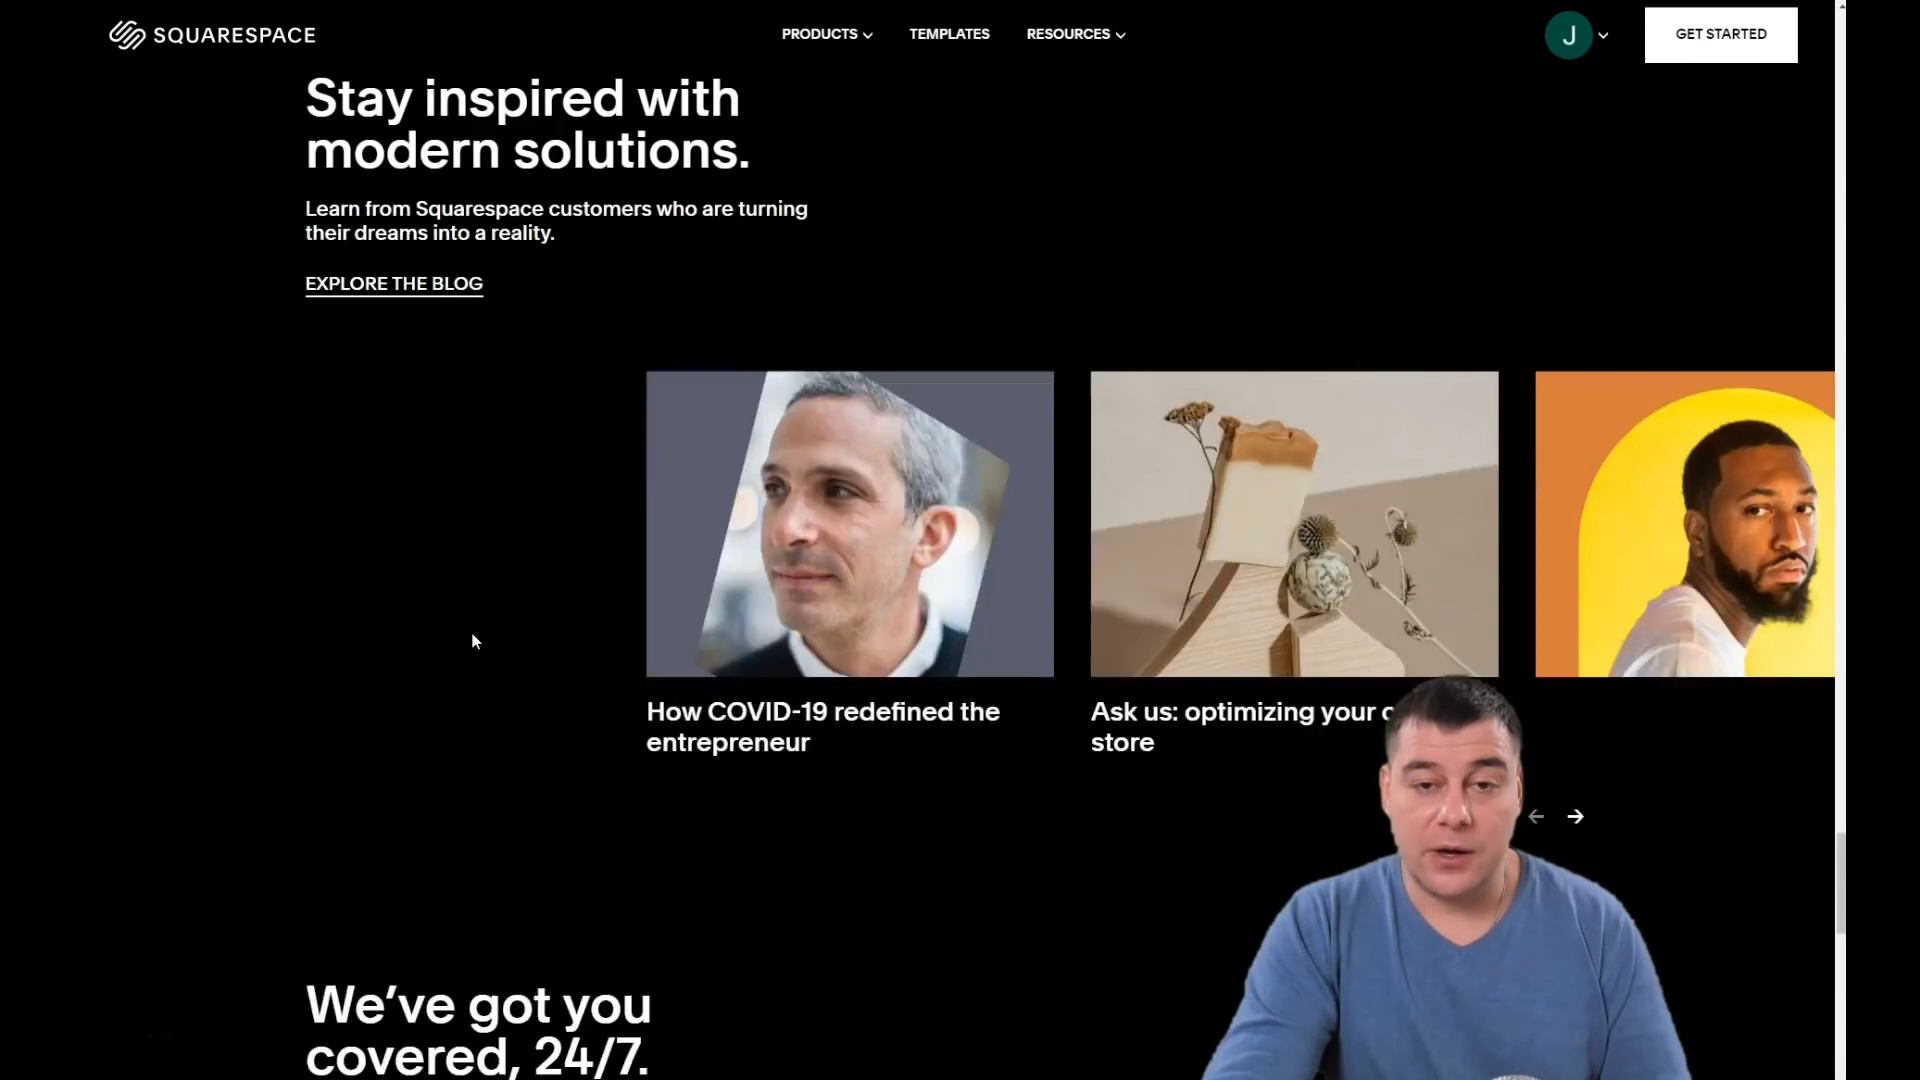 SQUARESPACE
PRODUCTS
TEMPLATES
RESOURCES
J
GET STARTED
Stay inspired with
modern solutions.
Learn from Squarespace customers who are turning
their dreams into a reality.
EXPLORE THE BLOG
How COVID-19 redefined the
entrepreneur
Ask us: optimizing your
store
We’ve got you
covered, 24/7.